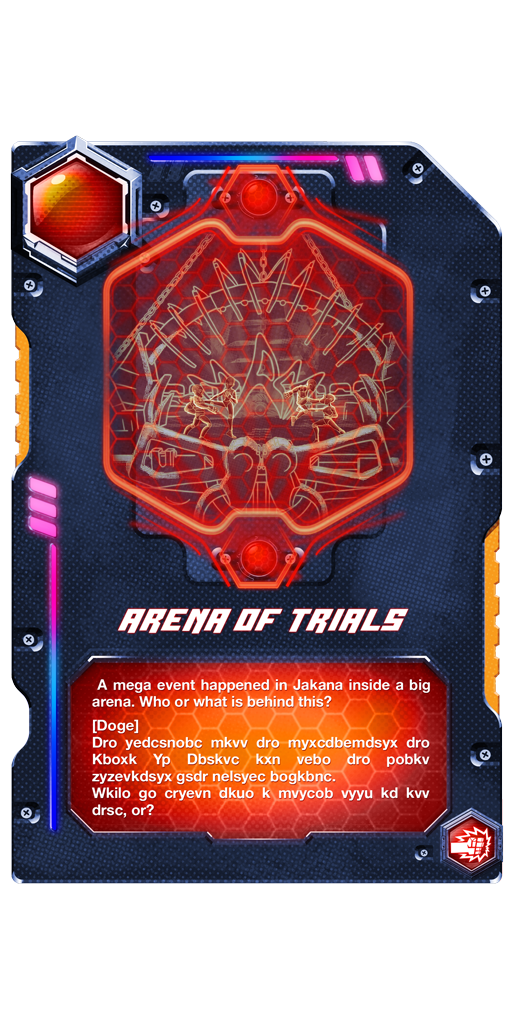 ARENA OF TRIALS
A mega event happened in Jakana inside a big
arena. Who or what is behind this?
[Doge]
Dro yedcsnobc mkvv dro myxcdbemdsyx dro
Kboxk Yp Dbskvc kxn vebo dro pobkv
zyzevkdsyx gsdr nelsyec bogkbnc.
Wkilo go cryevn dkuo k mvycob vyyu kd kvv
drsc, or?